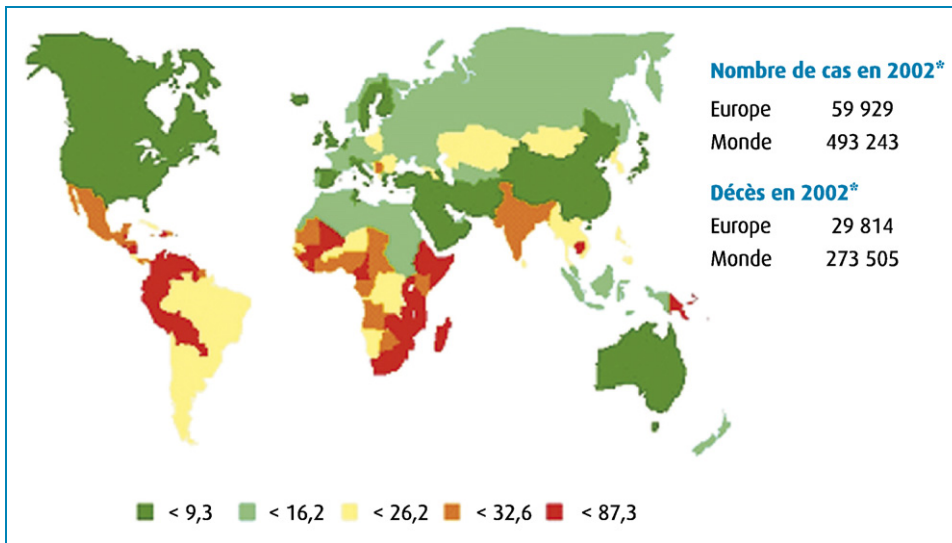 Nombre de cas en 2002*
Europe 59 929
Monde 493 243
Décès en 2002*
Europe 29 814
Monde 273 505
< 9,3 < 16,2 < 26,2 < 32,6 < 87,3